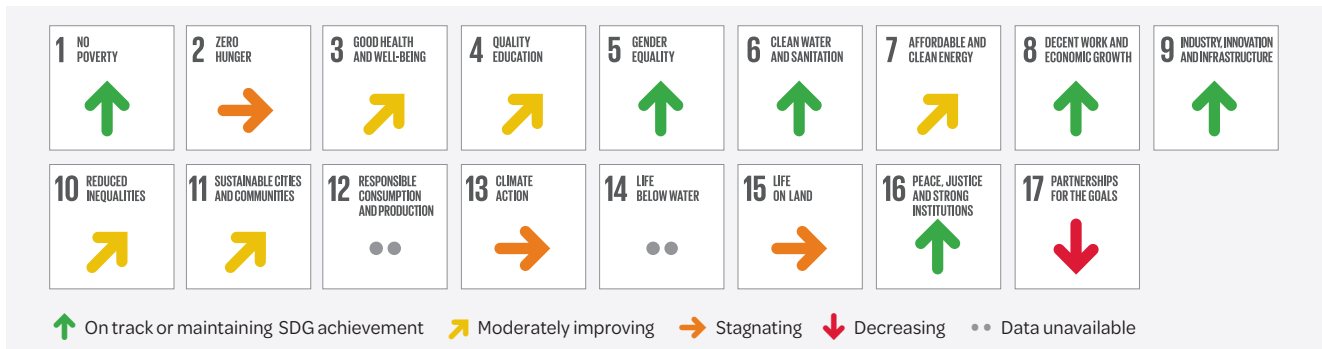 1 NO
POVERTY
2 ZERO
HUNGER
3 GOOD HEALTH
AND WELL-BEING
4 QUALITY
EDUCATION
5 GENDER
EQUALITY
6 CLEAN WATER
AND SANITATION
7 AFFORDABLE AND
CLEAN ENERGY
8 DECENT WORK AND
ECONOMIC GROWTH
9 INDUSTRY, INNOVATION
AND INFRASTRUCTURE
10 REDUCED
INEQUALITIES
11 SUSTAINABLE CITIES
AND COMMUNITIES
12 RESPONSIBLE
CONSUMPTION
AND PRODUCTION
13 CLIMATE
ACTION
14 LIFE
BELOW WATER
15 LIFE
ON LAND
16 PEACE, JUSTICE
AND STRONG
INSTITUTIONS
17 PARTNERSHIPS
FOR THE GOALS
On track or maintaining SDG achievement
Moderately improving
Stagnating
Decreasing
Data unavailable